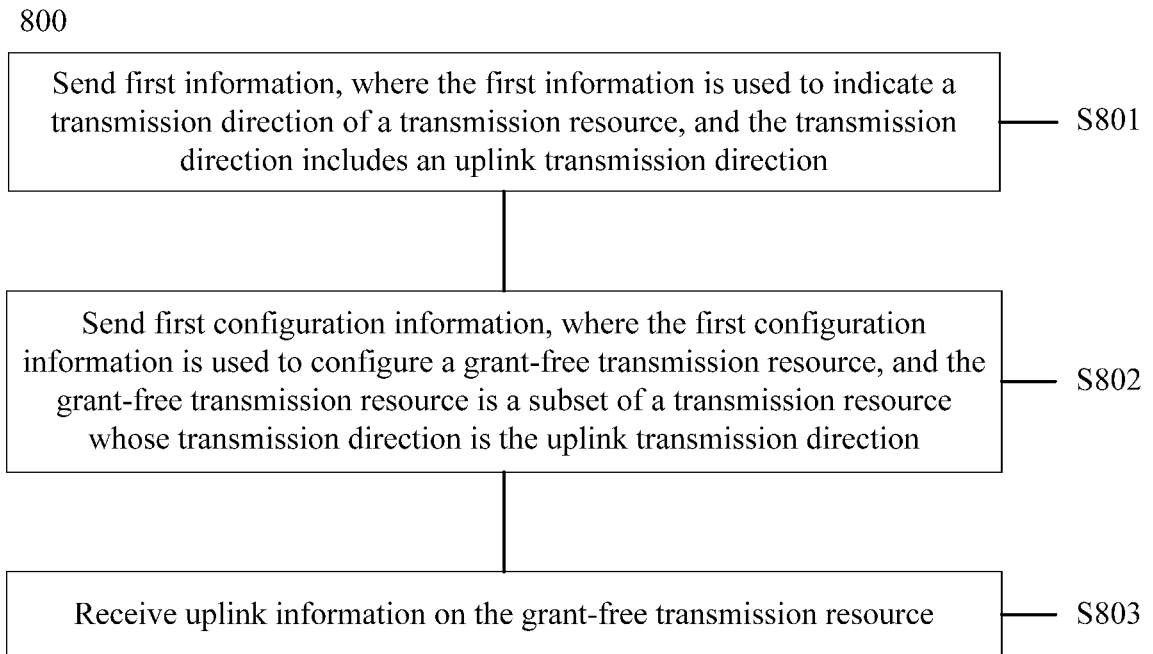 800
Send first information, where the first information is used to indicate a
transmission direction of a transmission resource, and the transmission
direction includes an uplink transmission direction
S801
Send first configuration information, where the first configuration
information is used to configure a grant-free transmission resource, and the
grant-free transmission resource is a subset of a transmission resource
whose transmission direction is the uplink transmission direction
S802
Receive uplink information on the grant-free transmission resource
S803